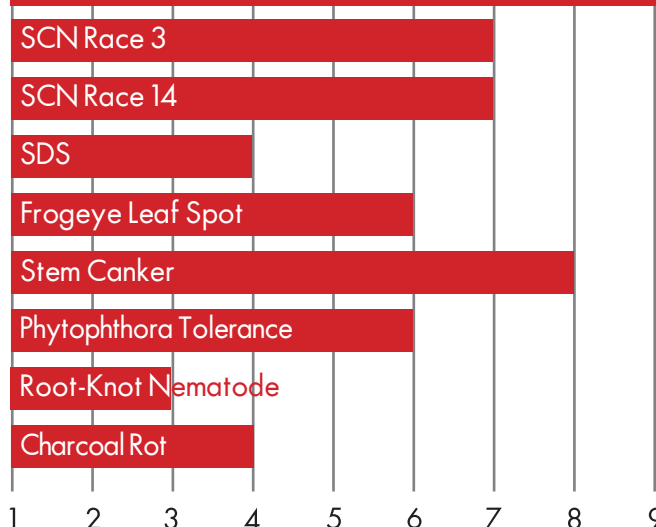 SCN Race 3
SCN Race 14
SDS
Frogeye Leaf Spot
Stem Canker
Phytophthora Tolerance
Root-Knot Nematode
Charcoal Rot
1 2 3 4 5 6 7 8 9